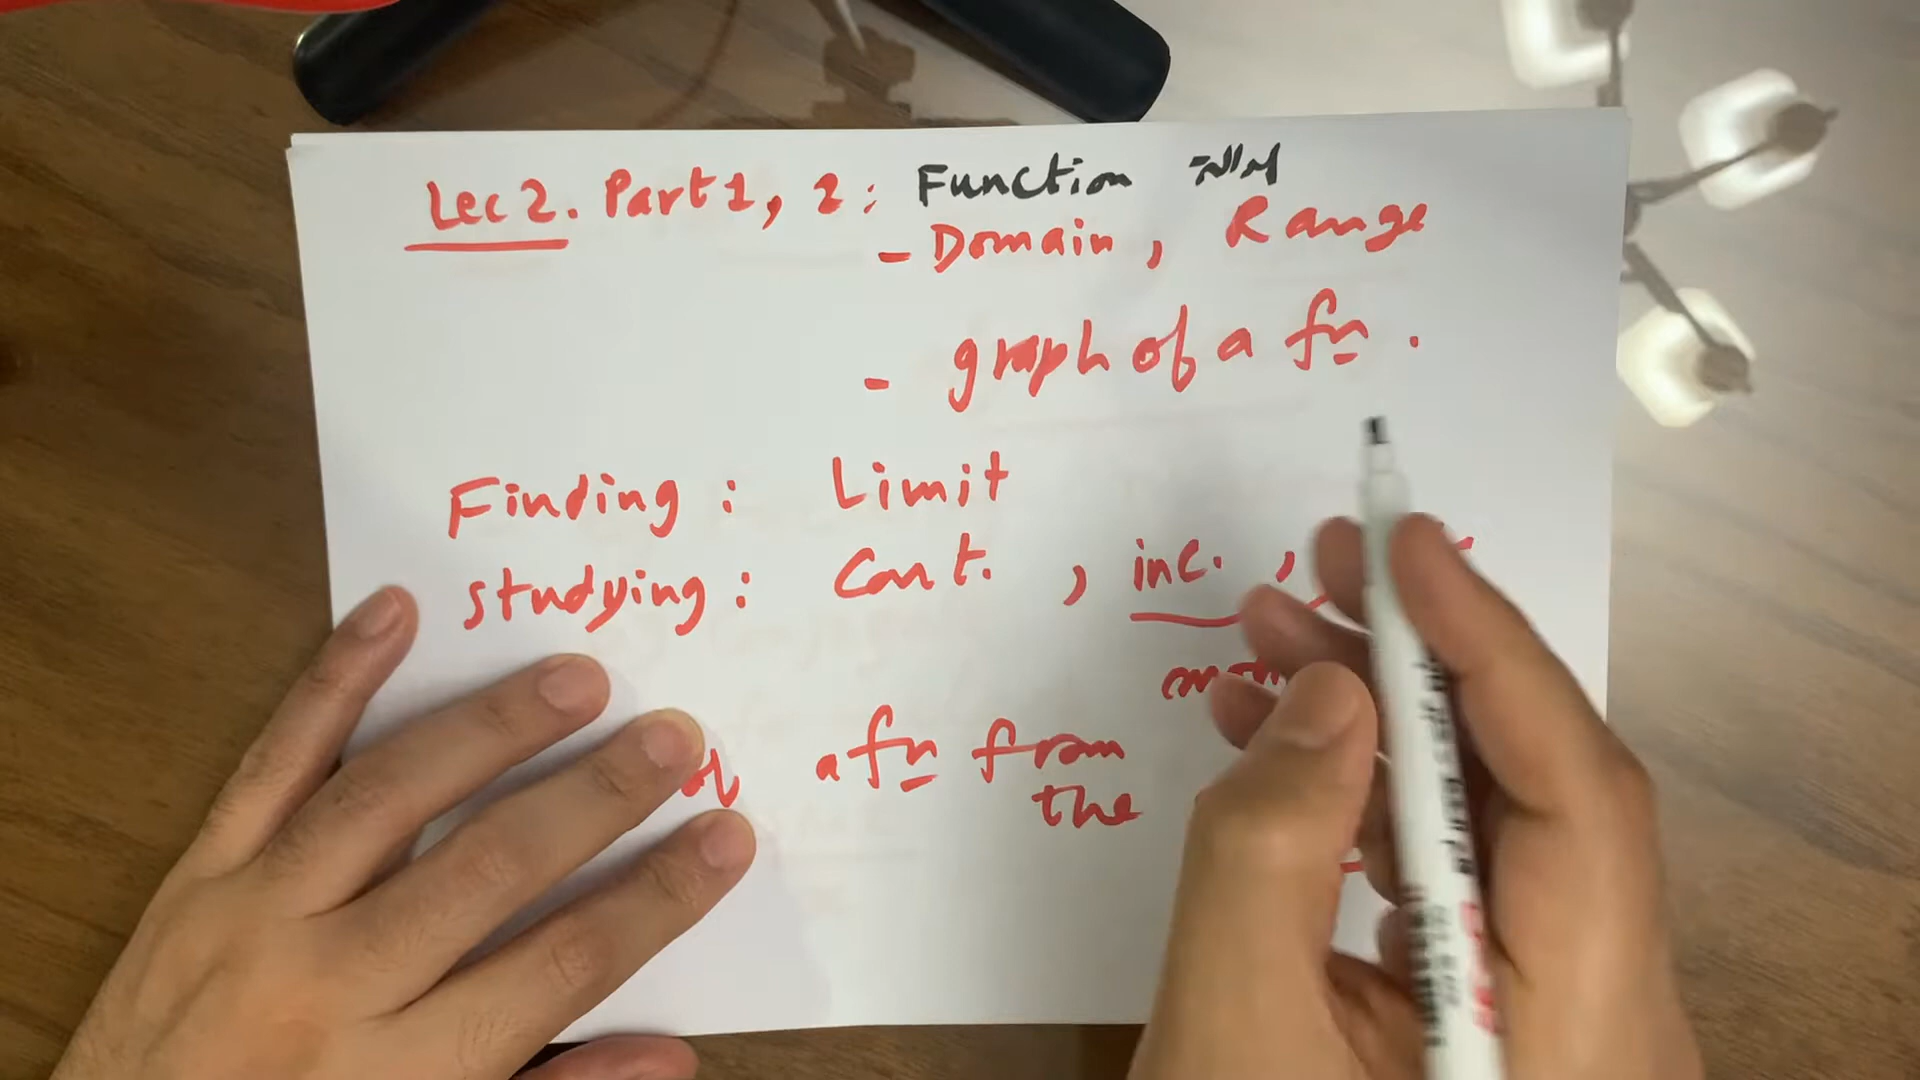 Lec 2. Part 1, 2: Function
- Domain, Range
- graph of a fn.
Finding: Limit
studying: Cont. , inc. ,
of a fn from
the